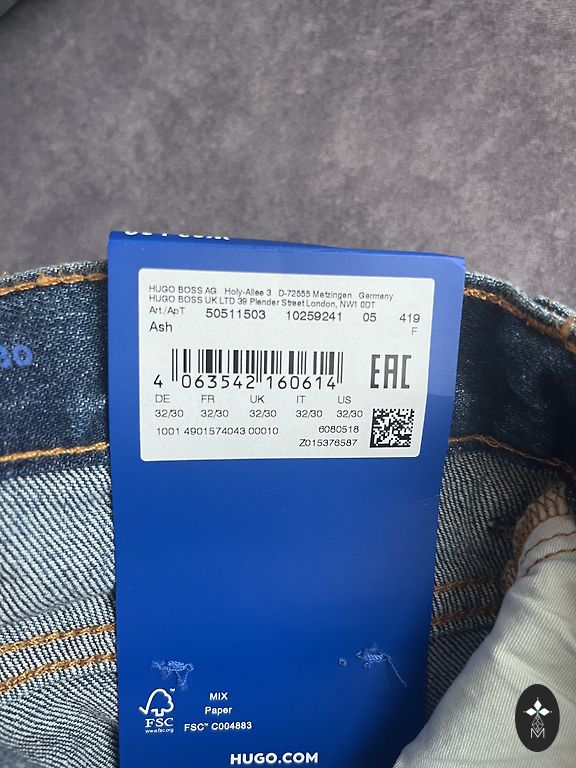 HUGO BOSS AG Holy-Allee 3 D-72555 Metzingen . Germany
HUGO BOSS UK LTD 39 Plender Street London, NW1 0DT
Art./ApT 50511503 10259241 05 419
Ash F
4 063542 160614 EAC
DE FR UK IT US
32/30 32/30 32/30 32/30 32/30
1001 4901574043 00010 6080516
Z015376587
MIX
Paper
FSC
www.fsc.org
FSC™ C004883
HUGO.COM
M